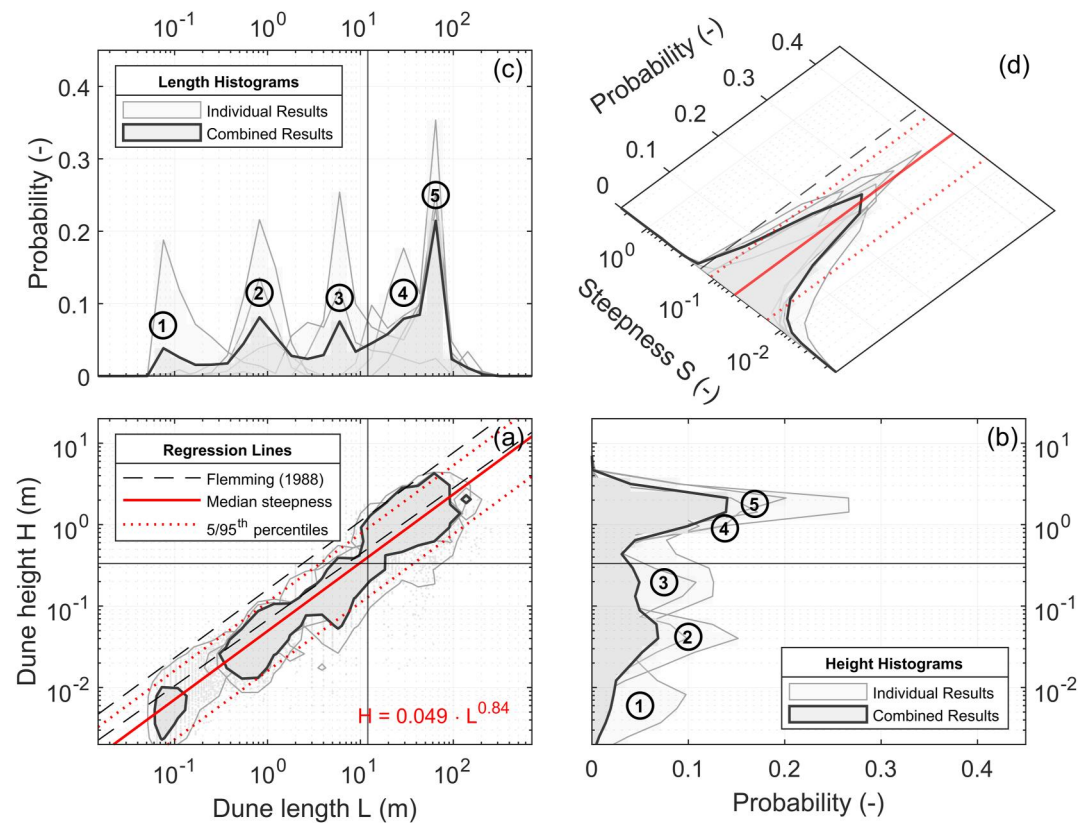 10^-1 10^0 10^1 10^2
(c)
Length Histograms
Individual Results
Combined Results
0.4
0.3
0.2
0.1
0
Probability (-)
1
2
3
4
5
(d)
Probability (-)
0.4
0.3
0.2
0.1
0
10^0
10^-1
10^-2
Steepness S (-)
(a)
Regression Lines
Flemming (1988)
Median steepness
5/95^th percentiles
10^1
10^0
10^-1
10^-2
Dune height H (m)
H = 0.049 · L^0.84
10^-1 10^0 10^1 10^2
Dune length L (m)
(b)
10^1
10^0
10^-1
10^-2
Dune height H (m)
5
4
3
2
1
Height Histograms
Individual Results
Combined Results
0 0.1 0.2 0.3 0.4
Probability (-)